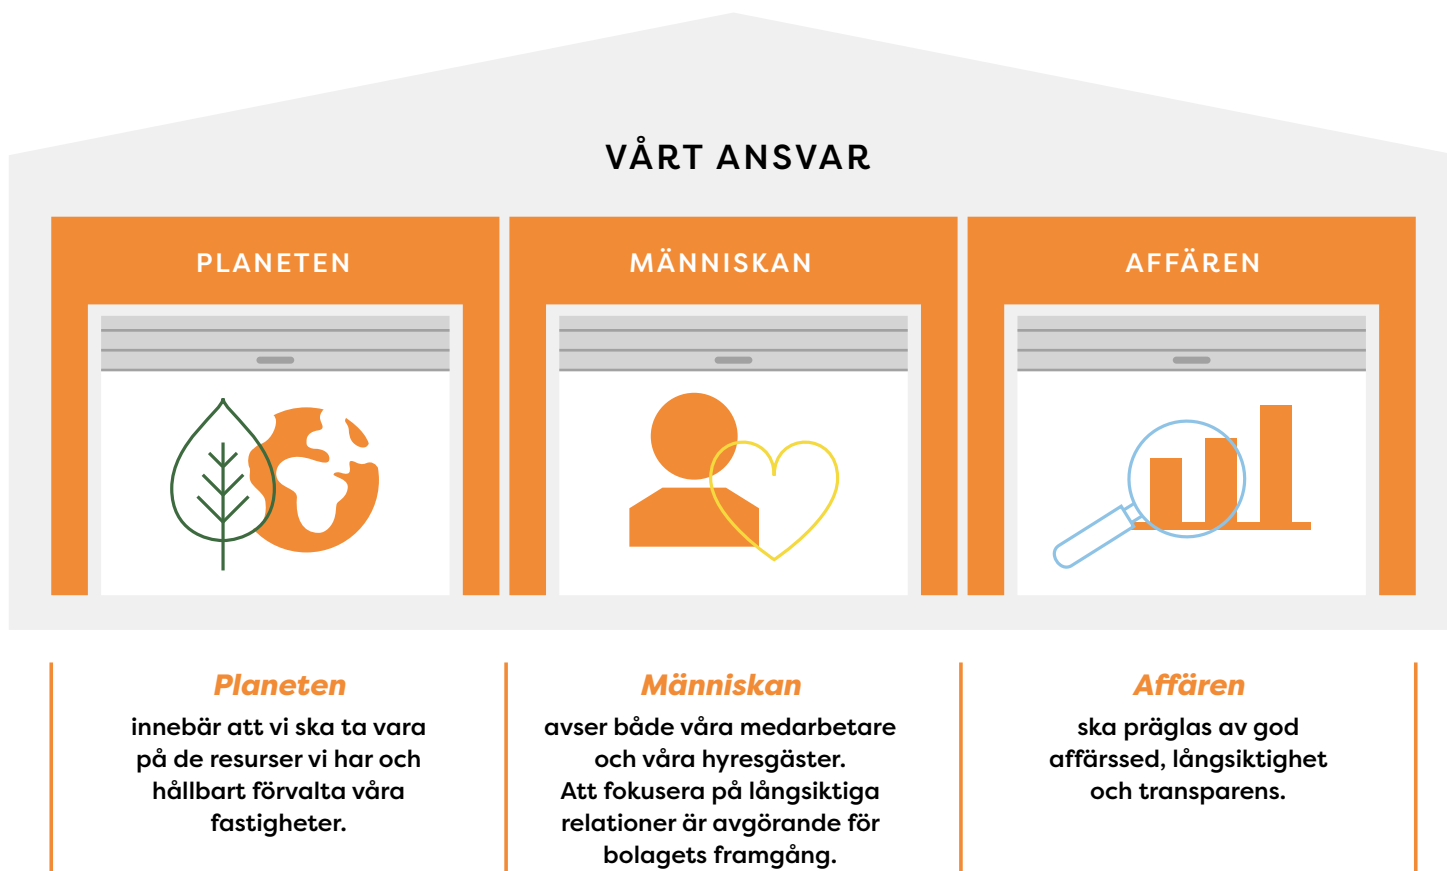 VÅRT ANSVAR
PLANETEN
MÄNNISKAN
AFFÄREN
Planeten
innebär att vi ska ta vara
på de resurser vi har och
hållbart förvalta våra
fastigheter.
Människan
avser både våra medarbetare
och våra hyresgäster.
Att fokusera på långsiktiga
relationer är avgörande för
bolagets framgång.
Affären
ska präglas av god
affärssed, långsiktighet
och transparens.